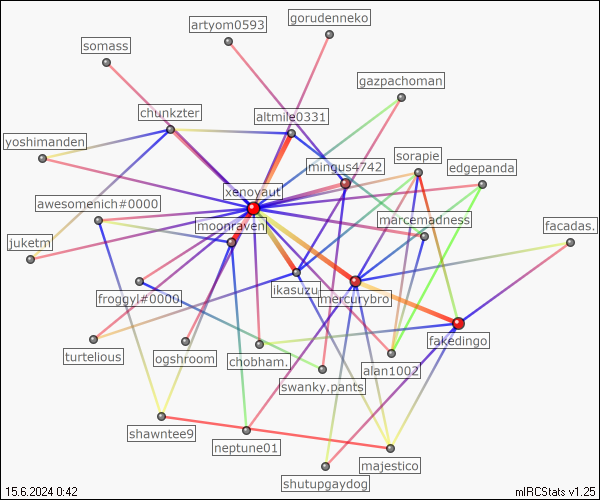 gorudenneko
artyom0593
somass
gazpachoman
chunkzter
altmile0331
yoshimanden
mingus4742
sorapie
edgepanda
xenoyaut
awesomenich#0000
marcemadness
moonraven
facadas.
juketm
ikasuzu
froggyl#0000
mercurybro
turtelious
ogshroom
chobham.
fakedingo
alan1002
swanky.pants
shawntee9
neptune01
majestico
shutupgaydog
15.6.2024 0:42
mIRCStats v1.25